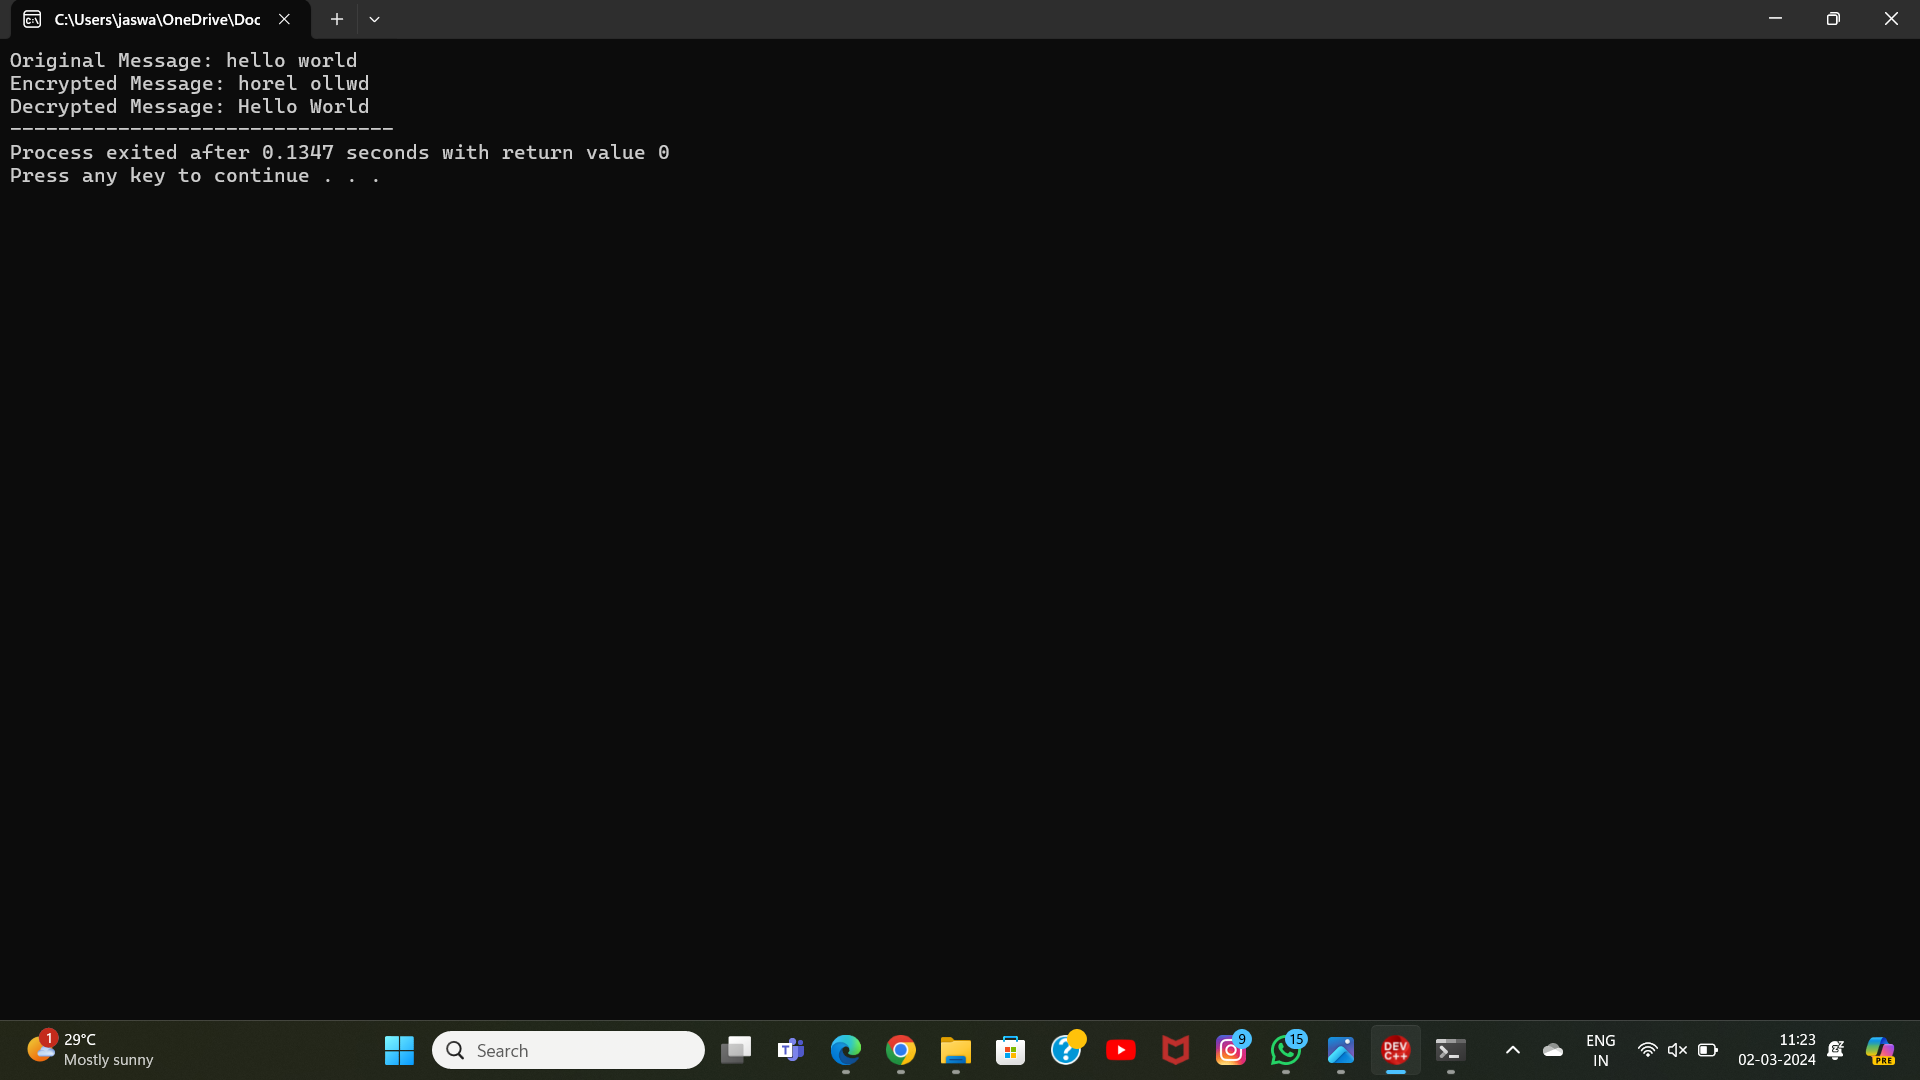 C:\Users\jaswa\OneDrive\Doc
Original Message: hello world
Encrypted Message: horel ollwd
Decrypted Message: Hello World
--------------------------------
Process exited after 0.1347 seconds with return value 0
Press any key to continue . . .
1
29°C
Mostly sunny
Search
T
9
15
DEV
C++
ENG
IN
11:23
02-03-2024
PRE